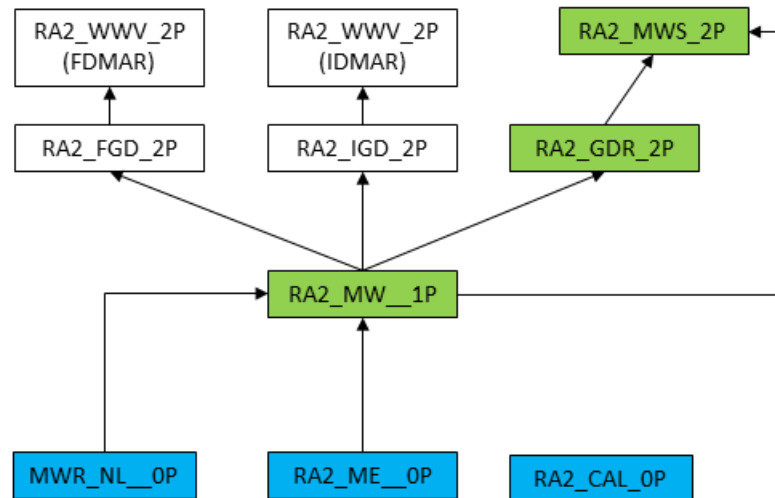 RA2_WWV_2P
(FDMAR)
RA2_WWV_2P
(IDMAR)
RA2_MWS_2P
RA2_FGD_2P
RA2_IGD_2P
RA2_GDR_2P
RA2_MW__1P
MWR_NL__0P
RA2_ME__0P
RA2_CAL_0P